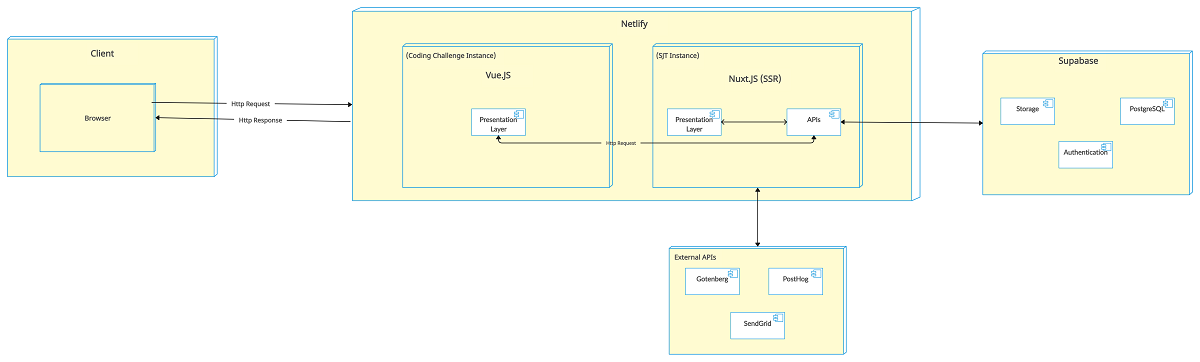 Client
Browser
Http Request
Http Response
Netlify
(Coding Challenge Instance)
Vue.JS
Presentation
Layer
Http Request
(SJT Instance)
Nuxt.JS (SSR)
Presentation
Layer
APIs
Supabase
Storage
PostgreSQL
Authentication
External APIs
Gotenberg
PostHog
SendGrid